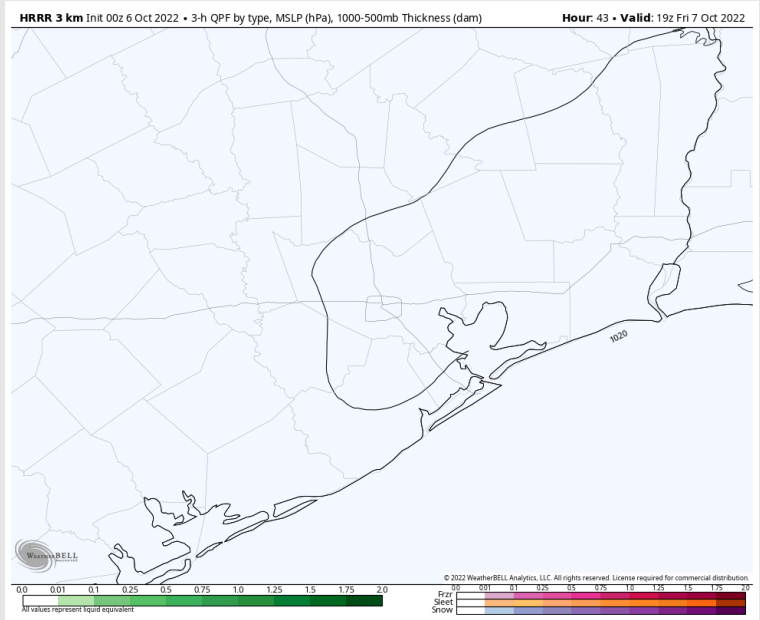 HRRR 3 km Init 00z 6 Oct 2022 • 3-h QPF by type, MSLP (hPa), 1000-500mb Thickness (dam) Hour: 43 • Valid: 19z Fri 7 Oct 2022
1020
WeatherBELL
© 2022 WeatherBELL Analytics, LLC. All rights reserved. License required for commercial distribution.
0.0 0.01 0.1 0.25 0.5 0.75 1.0 1.25 1.5 1.75 2.0
All values represent liquid equivalent
0.0 0.01 0.1 0.25 0.5 0.75 1.0 1.25 1.5 1.75 2.0
Frzr
Sleet
Snow